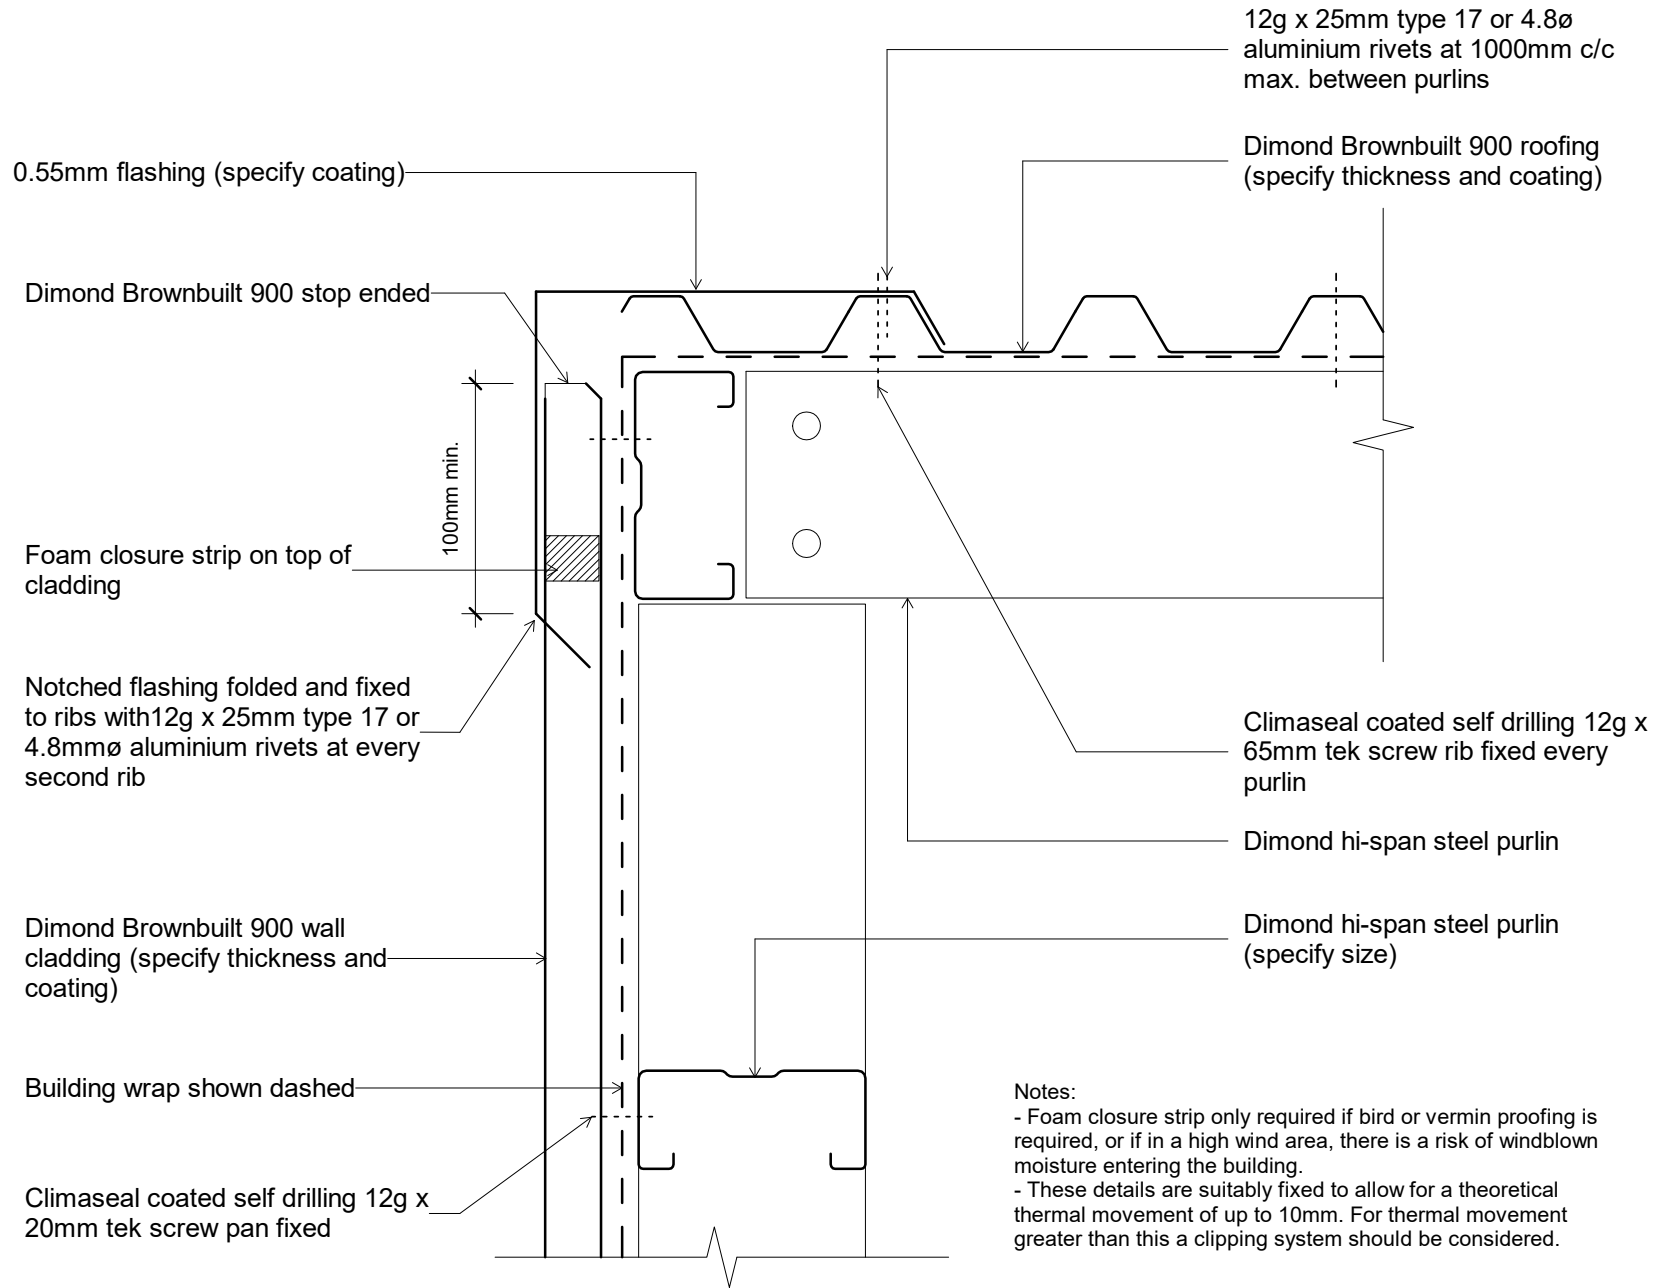 12g x 25mm type 17 or 4.8ø
aluminium rivets at 1000mm c/c
max. between purlins
0.55mm flashing (specify coating)
Dimond Brownbuilt 900 roofing
(specify thickness and coating)
Dimond Brownbuilt 900 stop ended
100mm min.
Foam closure strip on top of
cladding
Notched flashing folded and fixed
to ribs with12g x 25mm type 17 or
4.8mmø aluminium rivets at every
second rib
Climaseal coated self drilling 12g x
65mm tek screw rib fixed every
purlin
Dimond hi-span steel purlin
Dimond Brownbuilt 900 wall
cladding (specify thickness and
coating)
Dimond hi-span steel purlin
(specify size)
Building wrap shown dashed
Climaseal coated self drilling 12g x
20mm tek screw pan fixed
Notes:
- Foam closure strip only required if bird or vermin proofing is
required, or if in a high wind area, there is a risk of windblown
moisture entering the building.
- These details are suitably fixed to allow for a theoretical
thermal movement of up to 10mm. For thermal movement
greater than this a clipping system should be considered.